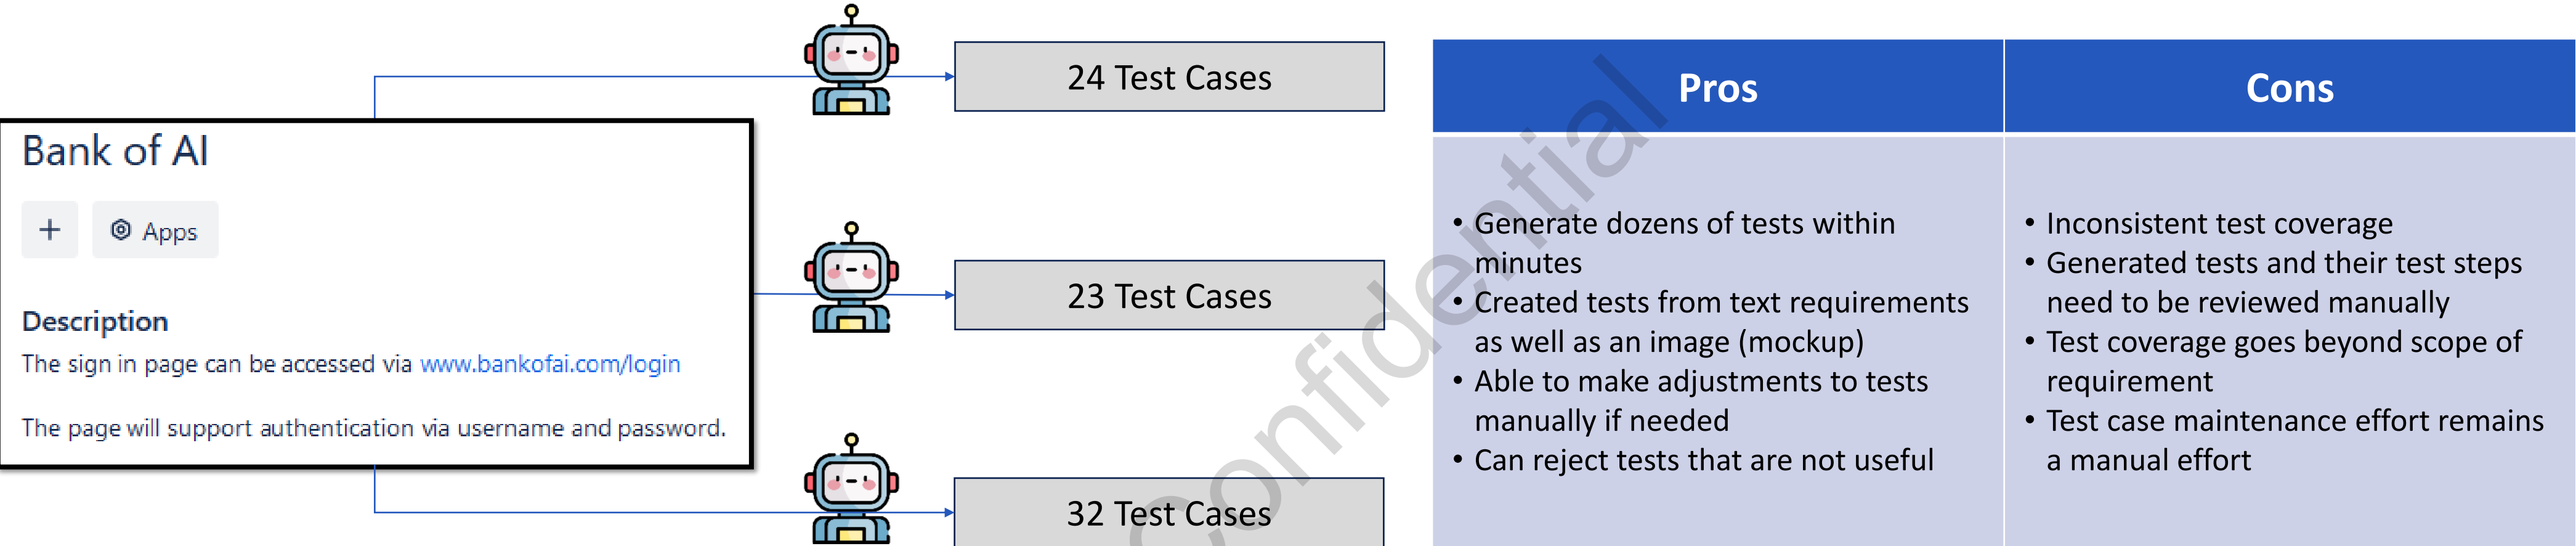 Bank of AI
Apps
Description
The sign in page can be accessed via www.bankofai.com/login
The page will support authentication via username and password.
24 Test Cases
23 Test Cases
32 Test Cases
Pros
• Generate dozens of tests within
minutes
• Created tests from text requirements
as well as an image (mockup)
• Able to make adjustments to tests
manually if needed
• Can reject tests that are not useful
Cons
• Inconsistent test coverage
• Generated tests and their test steps
need to be reviewed manually
• Test coverage goes beyond scope of
requirement
• Test case maintenance effort remains
a manual effort
Confidential